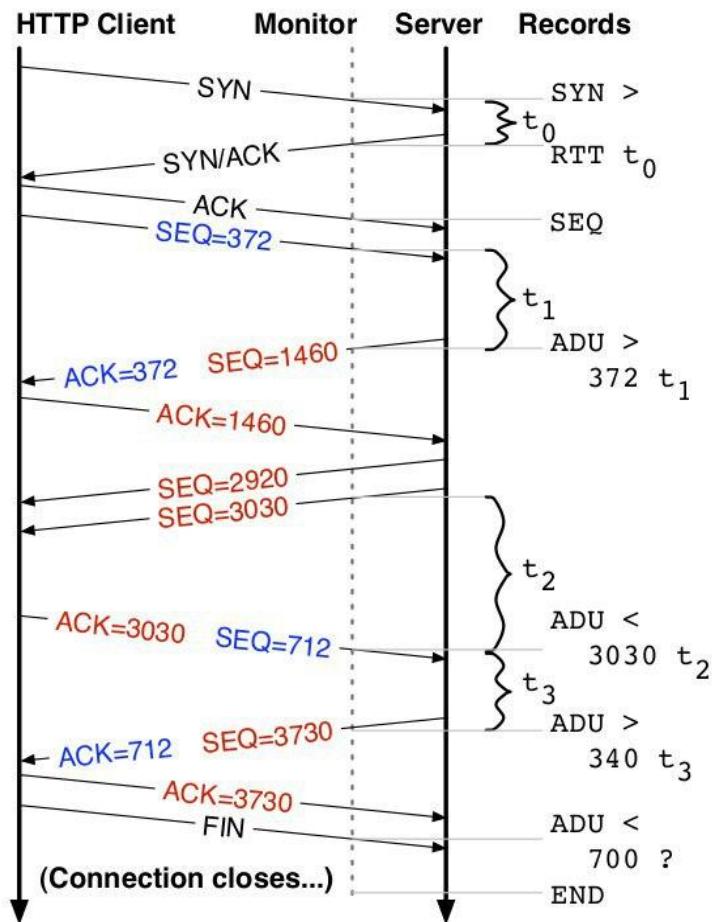 HTTP Client Monitor Server Records
SYN
SYN >
t0
SYN/ACK
RTT t0
ACK
SEQ
SEQ=372
t1
ADU >
SEQ=1460
ACK=372
372 t1
ACK=1460
SEQ=2920
SEQ=3030
t2
ADU <
ACK=3030 SEQ=712
3030 t2
t3
ADU >
ACK=712 SEQ=3730
340 t3
ACK=3730
FIN
ADU <
700 ?
(Connection closes...)
END